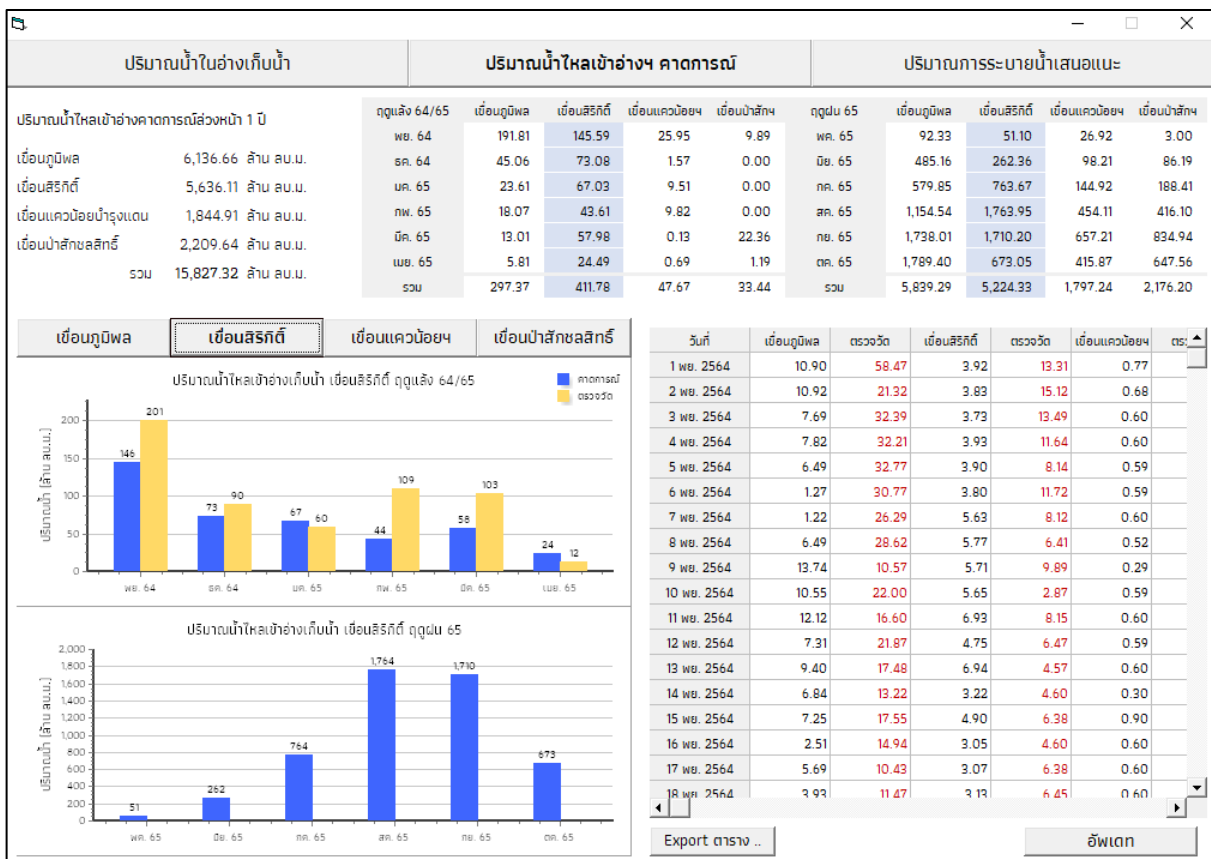 ปริมาณน้ำในอ่างเก็บน้ำ ปริมาณน้ำไหลเข้าอ่างฯ คาดการณ์ ปริมาณการระบายน้ำเสนอแนะ
ปริมาณน้ำไหลเข้าอ่างคาดการณ์ล่วงหน้า 1 ปี
เขื่อนภูมิพล 6,136.66 ล้าน ลบ.ม.
เขื่อนสิริกิติ์ 5,636.11 ล้าน ลบ.ม.
เขื่อนแควน้อยบำรุงแดน 1,844.91 ล้าน ลบ.ม.
เขื่อนป่าสักชลสิทธิ์ 2,209.64 ล้าน ลบ.ม.
รวม 15,827.32 ล้าน ลบ.ม.
ฤดูแล้ง 64/65 เขื่อนภูมิพล เขื่อนสิริกิติ์ เขื่อนแควน้อยฯ เขื่อนป่าสักฯ ฤดูฝน 65 เขื่อนภูมิพล เขื่อนสิริกิติ์ เขื่อนแควน้อยฯ เขื่อนป่าสักฯ
พย. 64 191.81 145.59 25.95 9.89 พค. 65 92.33 51.10 26.92 3.00
ธค. 64 45.06 73.08 1.57 0.00 มิย. 65 485.16 262.36 98.21 86.19
มค. 65 23.61 67.03 9.51 0.00 กค. 65 579.85 763.67 144.92 188.41
กพ. 65 18.07 43.61 9.82 0.00 สค. 65 1,154.54 1,763.95 454.11 416.10
มีค. 65 13.01 57.98 0.13 22.36 กย. 65 1,738.01 1,710.20 657.21 834.94
เมย. 65 5.81 24.49 0.69 1.19 ตค. 65 1,789.40 673.05 415.87 647.56
รวม 297.37 411.78 47.67 33.44 รวม 5,839.29 5,224.33 1,797.24 2,176.20
เขื่อนภูมิพล เขื่อนสิริกิติ์ เขื่อนแควน้อยฯ เขื่อนป่าสักชลสิทธิ์
ปริมาณน้ำไหลเข้าอ่างเก็บน้ำ เขื่อนสิริกิติ์ ฤดูแล้ง 64/65
คาดการณ์
ตรวจวัด
ปริมาณน้ำ (ล้าน ลบ.ม.)
200
150
100
50
0
146 201 73 90 67 60 44 109 58 103 24 12
พย. 64 ธค. 64 มค. 65 กพ. 65 มีค. 65 เมย. 65
ปริมาณน้ำไหลเข้าอ่างเก็บน้ำ เขื่อนสิริกิติ์ ฤดูฝน 65
ปริมาณน้ำ (ล้าน ลบ.ม.)
2,000
1,800
1,600
1,400
1,200
1,000
800
600
400
200
0
51 262 764 1,764 1,710 673
พค. 65 มิย. 65 กค. 65 สค. 65 กย. 65 ตค. 65
วันที่ เขื่อนภูมิพล ตรวจวัด เขื่อนสิริกิติ์ ตรวจวัด เขื่อนแควน้อยฯ
1 พย. 2564 10.90 58.47 3.92 13.31 0.77
2 พย. 2564 10.92 21.32 3.83 15.12 0.68
3 พย. 2564 7.69 32.39 3.73 13.49 0.60
4 พย. 2564 7.82 32.21 3.93 11.64 0.60
5 พย. 2564 6.49 32.77 3.90 8.14 0.59
6 พย. 2564 1.27 30.77 3.80 11.72 0.59
7 พย. 2564 1.22 26.29 5.63 8.12 0.60
8 พย. 2564 6.49 28.62 5.77 6.41 0.52
9 พย. 2564 13.74 10.57 5.71 9.89 0.29
10 พย. 2564 10.55 22.00 5.65 2.87 0.59
11 พย. 2564 12.12 16.60 6.93 8.15 0.60
12 พย. 2564 7.31 21.87 4.75 6.47 0.59
13 พย. 2564 9.40 17.48 6.94 4.57 0.60
14 พย. 2564 6.84 13.22 3.22 4.60 0.30
15 พย. 2564 7.25 17.55 4.90 6.38 0.90
16 พย. 2564 2.51 14.94 3.05 4.60 0.60
17 พย. 2564 5.69 10.43 3.07 6.38 0.60
18 พย. 2564 3.93 11.47 3.13 6.45 0.60
Export ตาราง .. อัพเดท